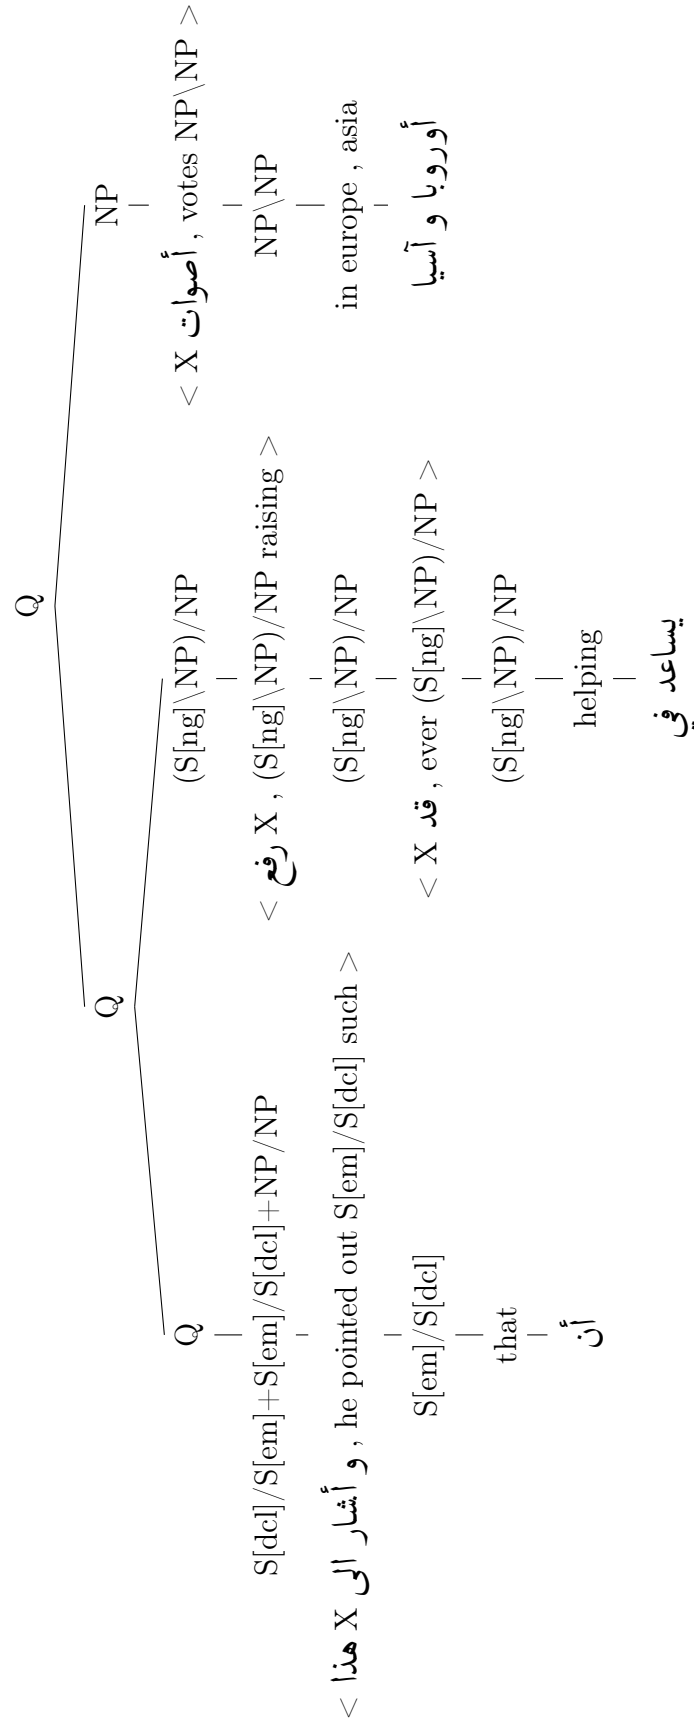 Q
Q
NP
Q
(S[ng]\NP)/NP
< X أصوات , votes NP\NP >
S[dcl]/S[em]+S[em]/S[dcl]+NP/NP
< رفع X , (S[ng]\NP)/NP raising >
NP\NP
< و أشار الى X هذا , he pointed out S[em]/S[dcl] such >
(S[ng]\NP)/NP
in europe , asia
S[em]/S[dcl]
< X قد , ever (S[ng]\NP)/NP >
أوروبا و آسيا
that
(S[ng]\NP)/NP
أن
helping
يساعد في